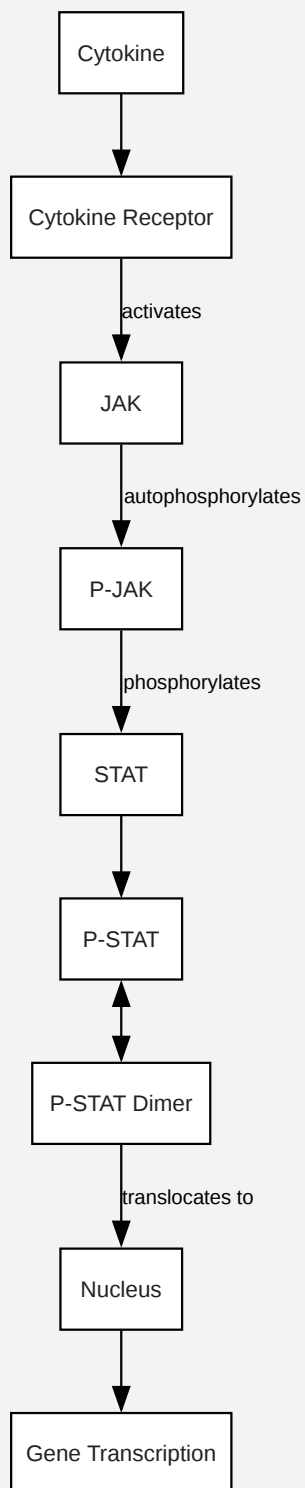 Cytokine
Cytokine Receptor
activates
JAK
autophosphorylates
P-JAK
phosphorylates
STAT
P-STAT
P-STAT Dimer
translocates to
Nucleus
Gene Transcription